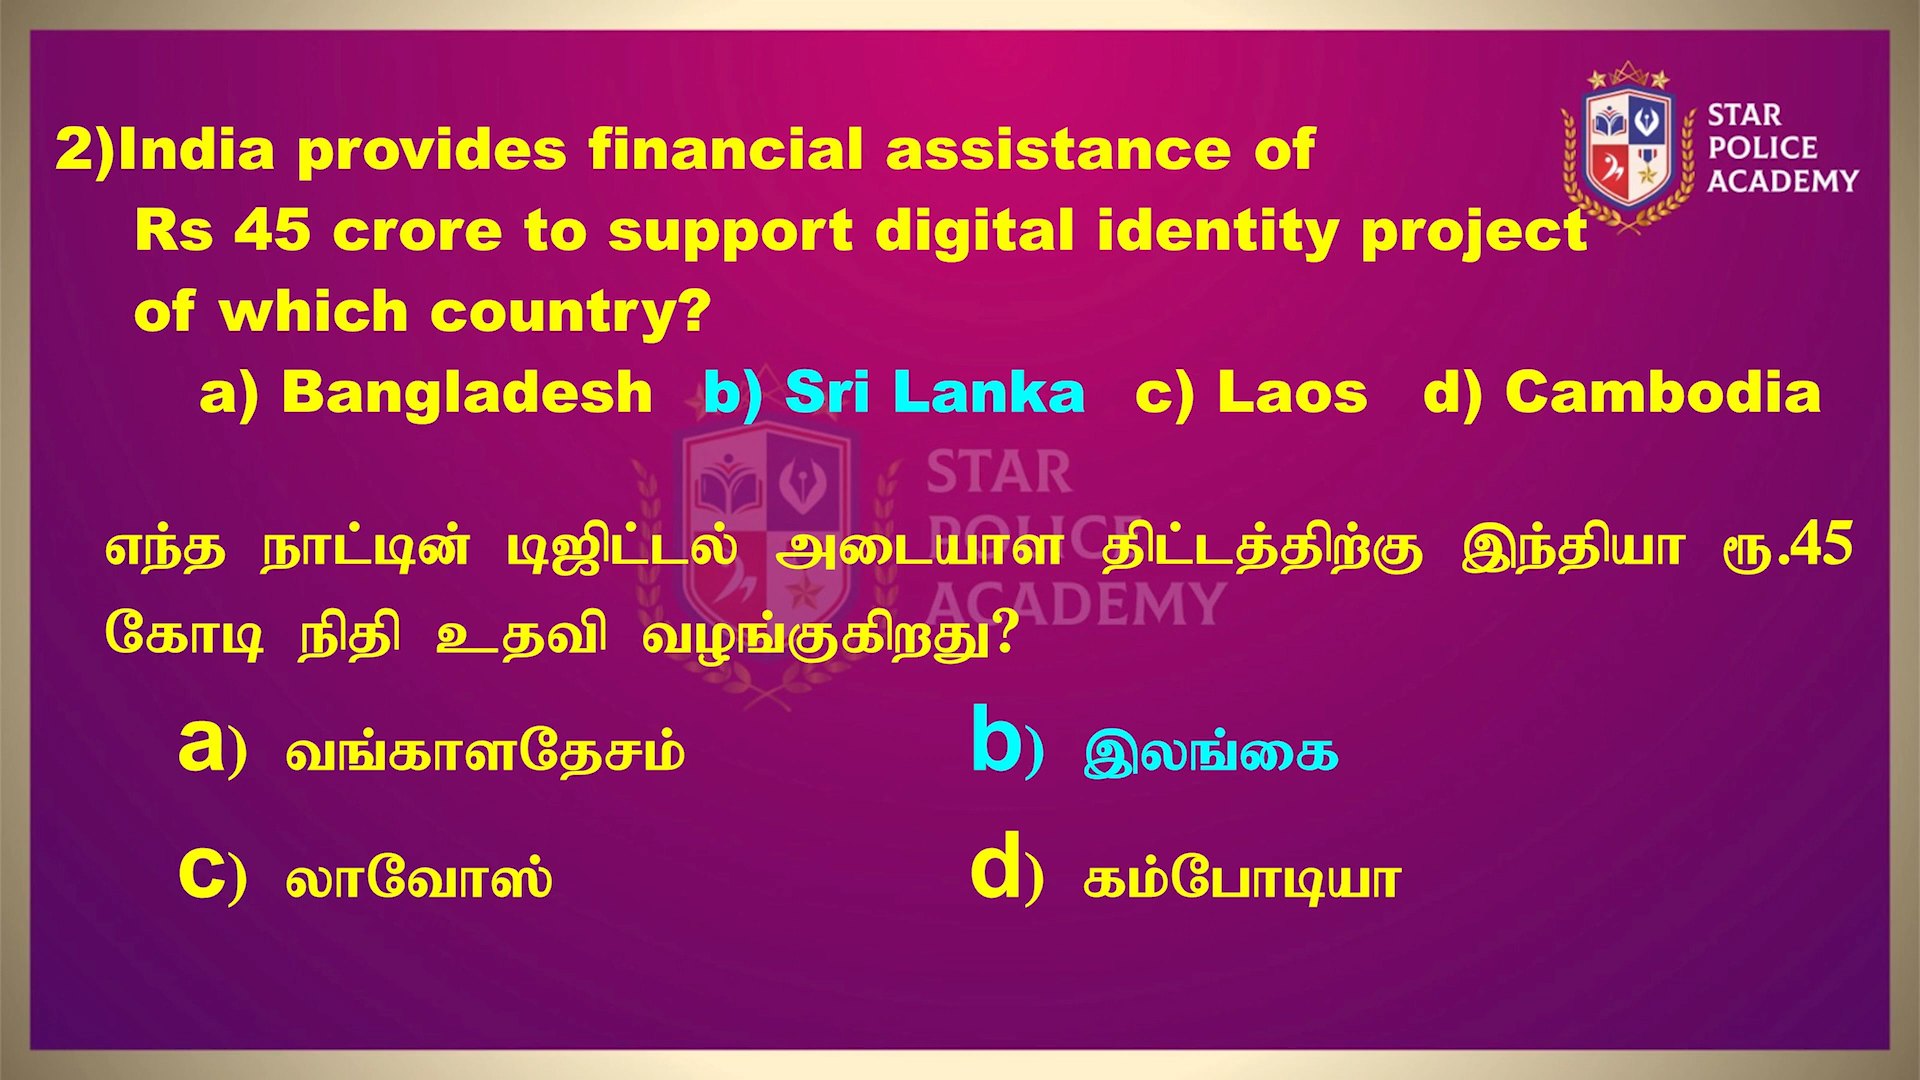 STAR
POLICE
ACADEMY
2)India provides financial assistance of
Rs 45 crore to support digital identity project
of which country?
a) Bangladesh b) Sri Lanka c) Laos d) Cambodia
STAR
POLICE
ACADEMY
எந்த நாட்டின் டிஜிட்டல் அடையாள திட்டத்திற்கு இந்தியா ரூ.45
கோடி நிதி உதவி வழங்குகிறது?
a) வங்காளதேசம் b) இலங்கை
c) லாவோஸ் d) கம்போடியா